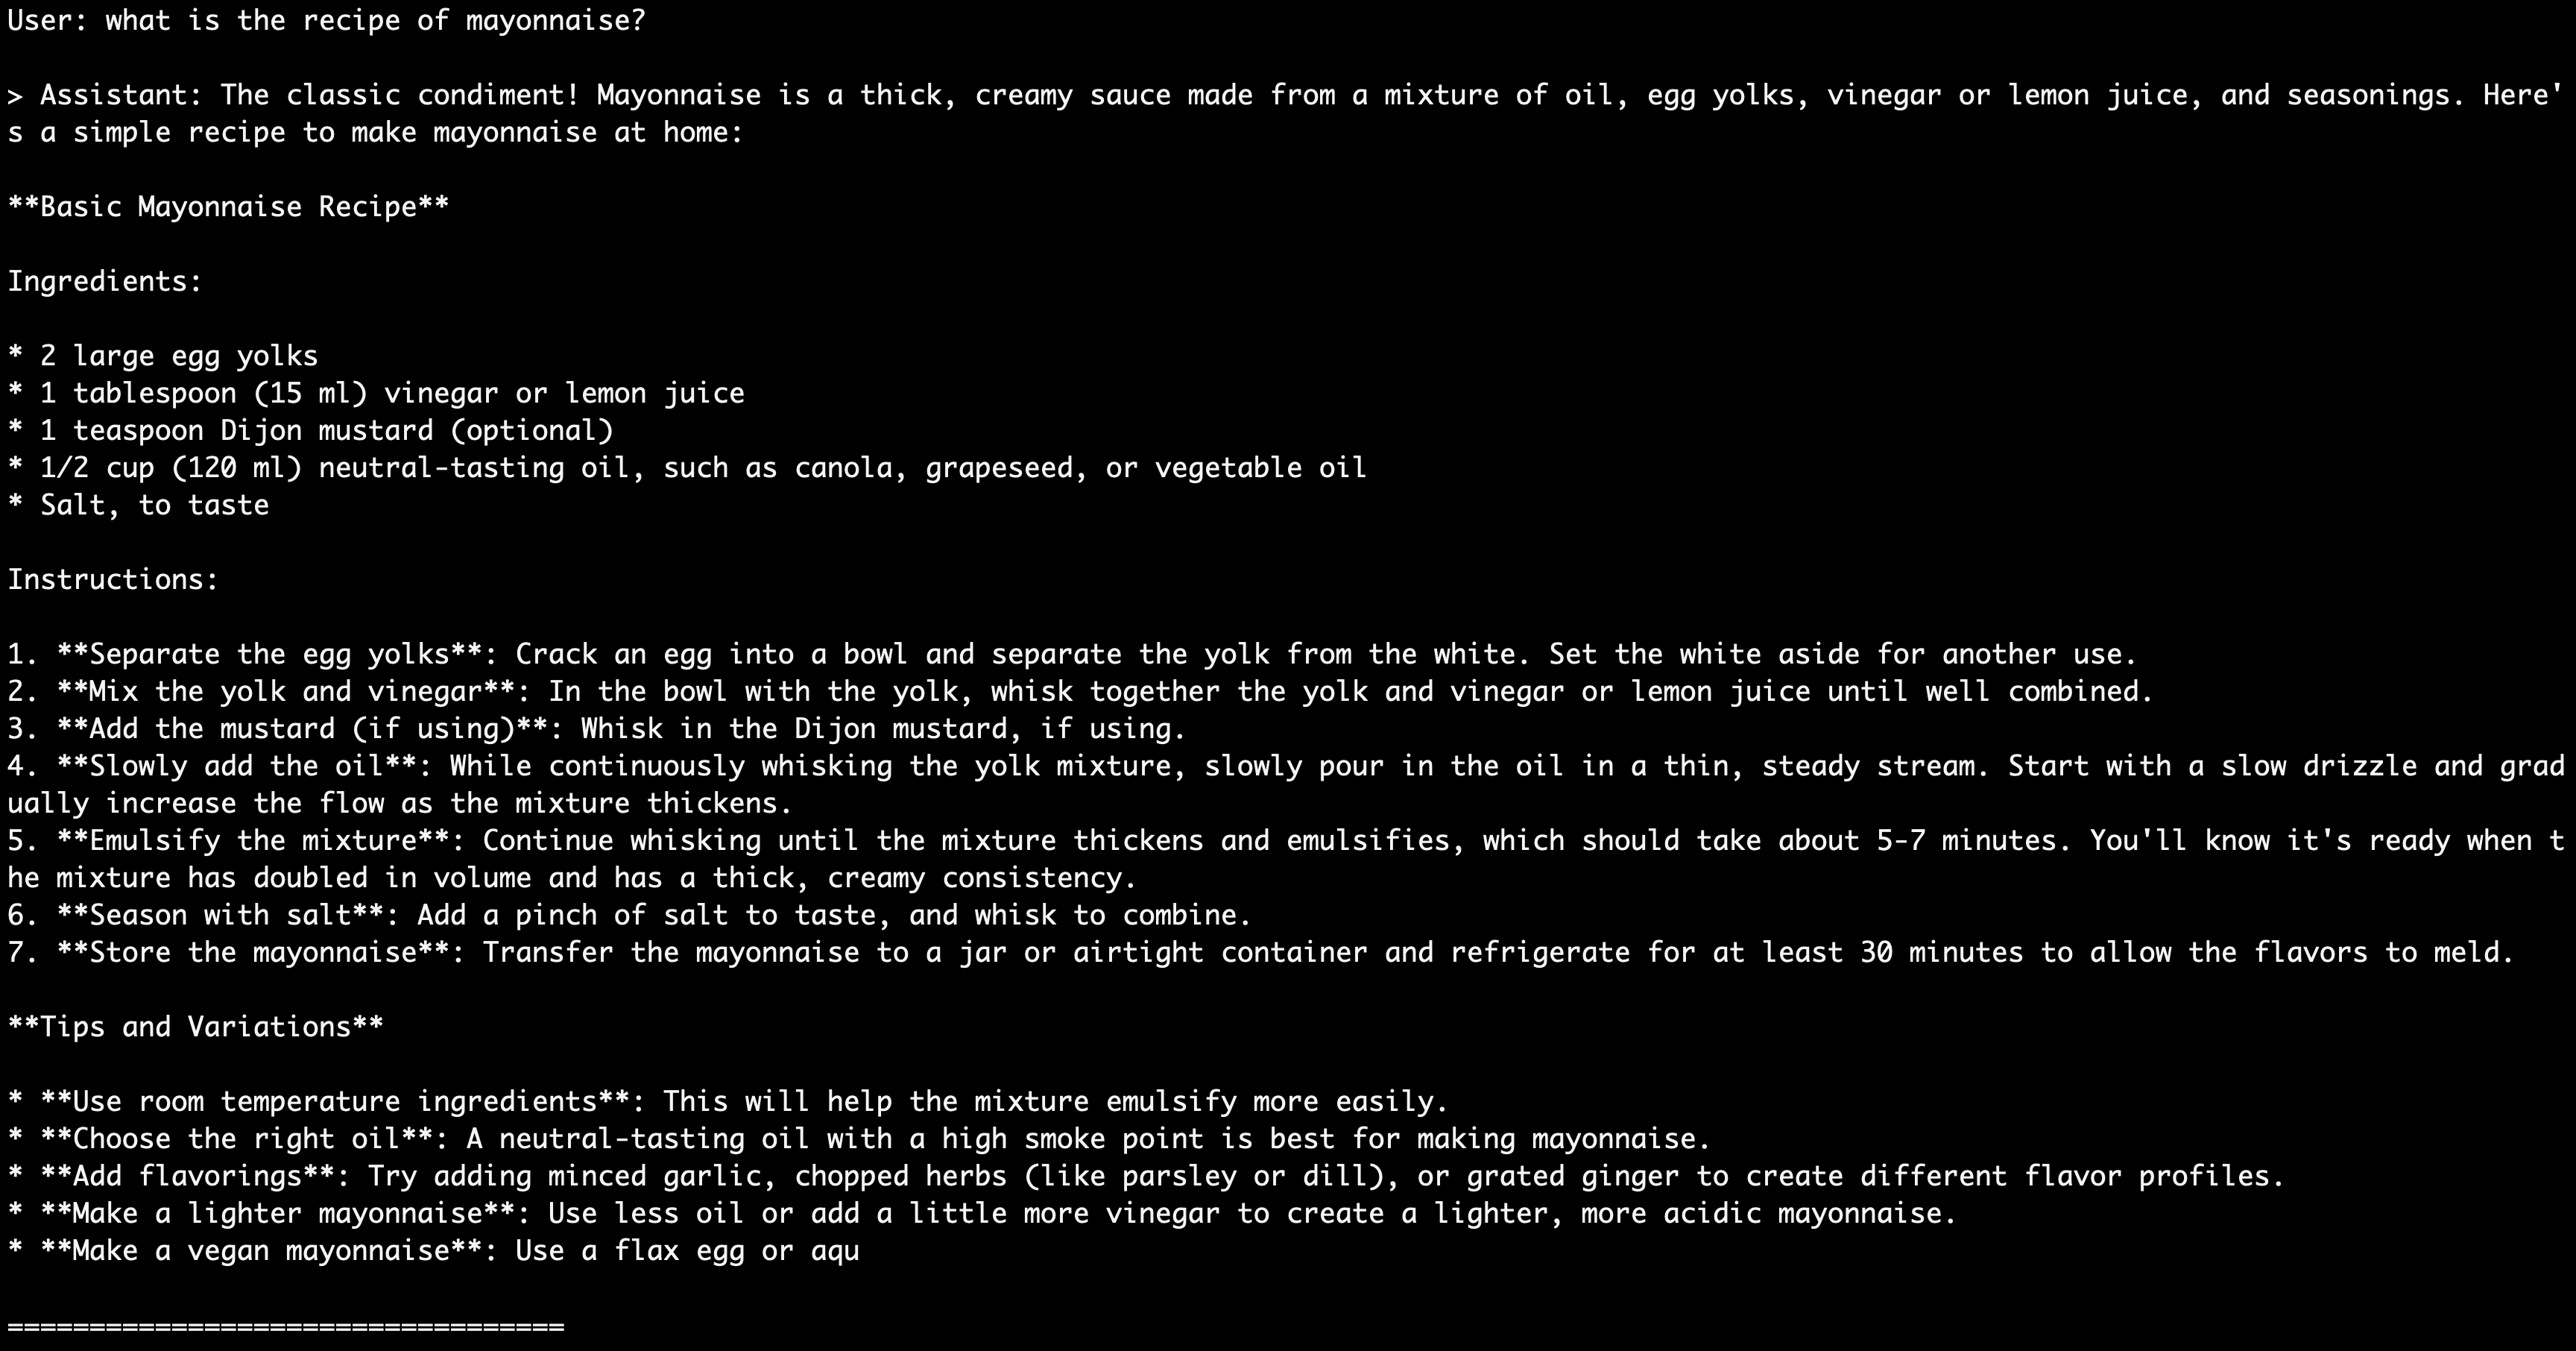 User: what is the recipe of mayonnaise?
> Assistant: The classic condiment! Mayonnaise is a thick, creamy sauce made from a mixture of oil, egg yolks, vinegar or lemon juice, and seasonings. Here'
s a simple recipe to make mayonnaise at home:
**Basic Mayonnaise Recipe**
Ingredients:
* 2 large egg yolks
* 1 tablespoon (15 ml) vinegar or lemon juice
* 1 teaspoon Dijon mustard (optional)
* 1/2 cup (120 ml) neutral-tasting oil, such as canola, grapeseed, or vegetable oil
* Salt, to taste
Instructions:
1. **Separate the egg yolks**: Crack an egg into a bowl and separate the yolk from the white. Set the white aside for another use.
2. **Mix the yolk and vinegar**: In the bowl with the yolk, whisk together the yolk and vinegar or lemon juice until well combined.
3. **Add the mustard (if using)**: Whisk in the Dijon mustard, if using.
4. **Slowly add the oil**: While continuously whisking the yolk mixture, slowly pour in the oil in a thin, steady stream. Start with a slow drizzle and grad
ually increase the flow as the mixture thickens.
5. **Emulsify the mixture**: Continue whisking until the mixture thickens and emulsifies, which should take about 5-7 minutes. You'll know it's ready when t
he mixture has doubled in volume and has a thick, creamy consistency.
6. **Season with salt**: Add a pinch of salt to taste, and whisk to combine.
7. **Store the mayonnaise**: Transfer the mayonnaise to a jar or airtight container and refrigerate for at least 30 minutes to allow the flavors to meld.
**Tips and Variations**
* **Use room temperature ingredients**: This will help the mixture emulsify more easily.
* **Choose the right oil**: A neutral-tasting oil with a high smoke point is best for making mayonnaise.
* **Add flavorings**: Try adding minced garlic, chopped herbs (like parsley or dill), or grated ginger to create different flavor profiles.
* **Make a lighter mayonnaise**: Use less oil or add a little more vinegar to create a lighter, more acidic mayonnaise.
* **Make a vegan mayonnaise**: Use a flax egg or aqu
==================================